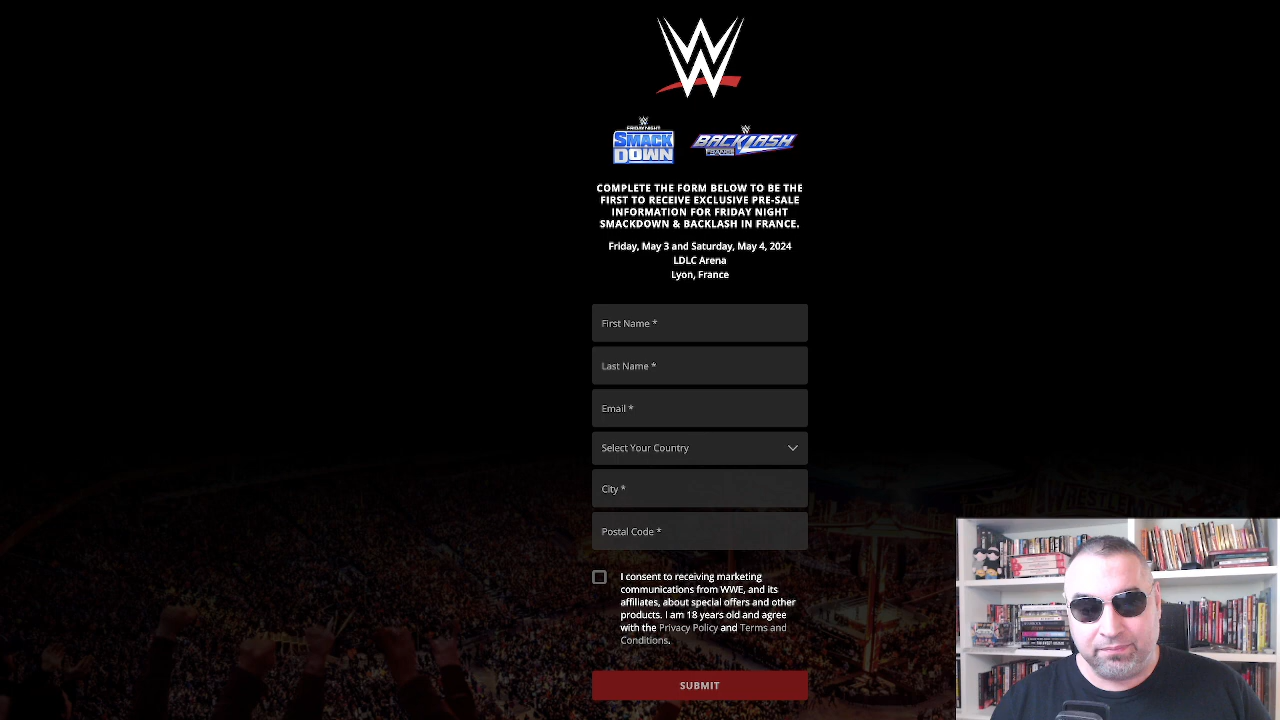 W
FRIDAY NIGHT
SMACK
DOWN
BACKLASH
FRANCE
COMPLETE THE FORM BELOW TO BE THE
FIRST TO RECEIVE EXCLUSIVE PRE-SALE
INFORMATION FOR FRIDAY NIGHT
SMACKDOWN & BACKLASH IN FRANCE.
Friday, May 3 and Saturday, May 4, 2024
LDLC Arena
Lyon, France
First Name *
Last Name *
Email *
Select Your Country
City *
Postal Code *
I consent to receiving marketing
communications from WWE, and its
affiliates, about special offers and other
products. I am 18 years old and agree
with the Privacy Policy and Terms and
Conditions.
SUBMIT